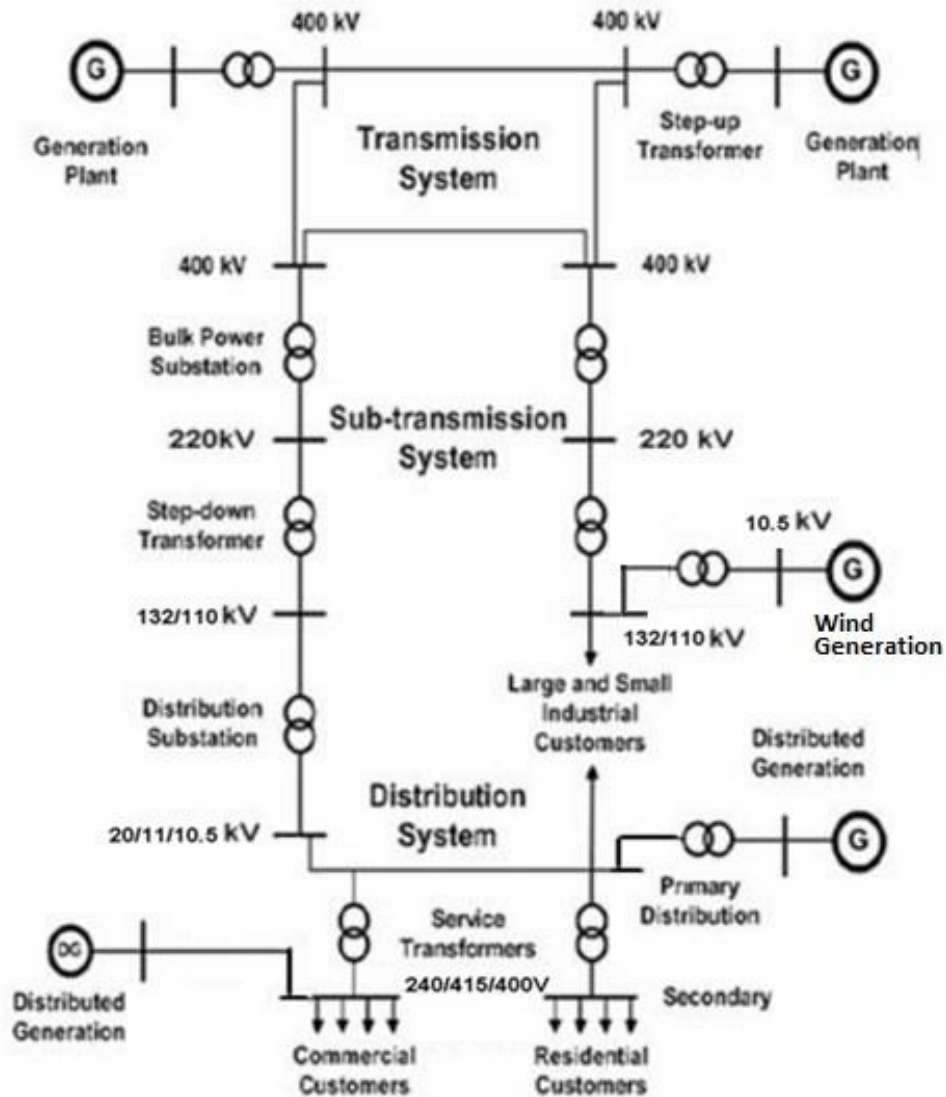 400 kV
400 kV
G
G
Generation
Plant
Step-up
Transformer
Generation
Plant
Transmission
System
400 kV
400 kV
Bulk Power
Substation
Sub-transmission
System
220kV
220 kV
Step-down
Transformer
10.5 kV
G
Wind
Generation
132/110 kV
132/110 kV
Large and Small
Industrial
Customers
Distribution
Substation
Distributed
Generation
Distribution
System
20/11/10.5 kV
G
Primary
Distribution
Service
Transformers
DG
Distributed
Generation
240/415/400V
Secondary
Commercial
Customers
Residential
Customers